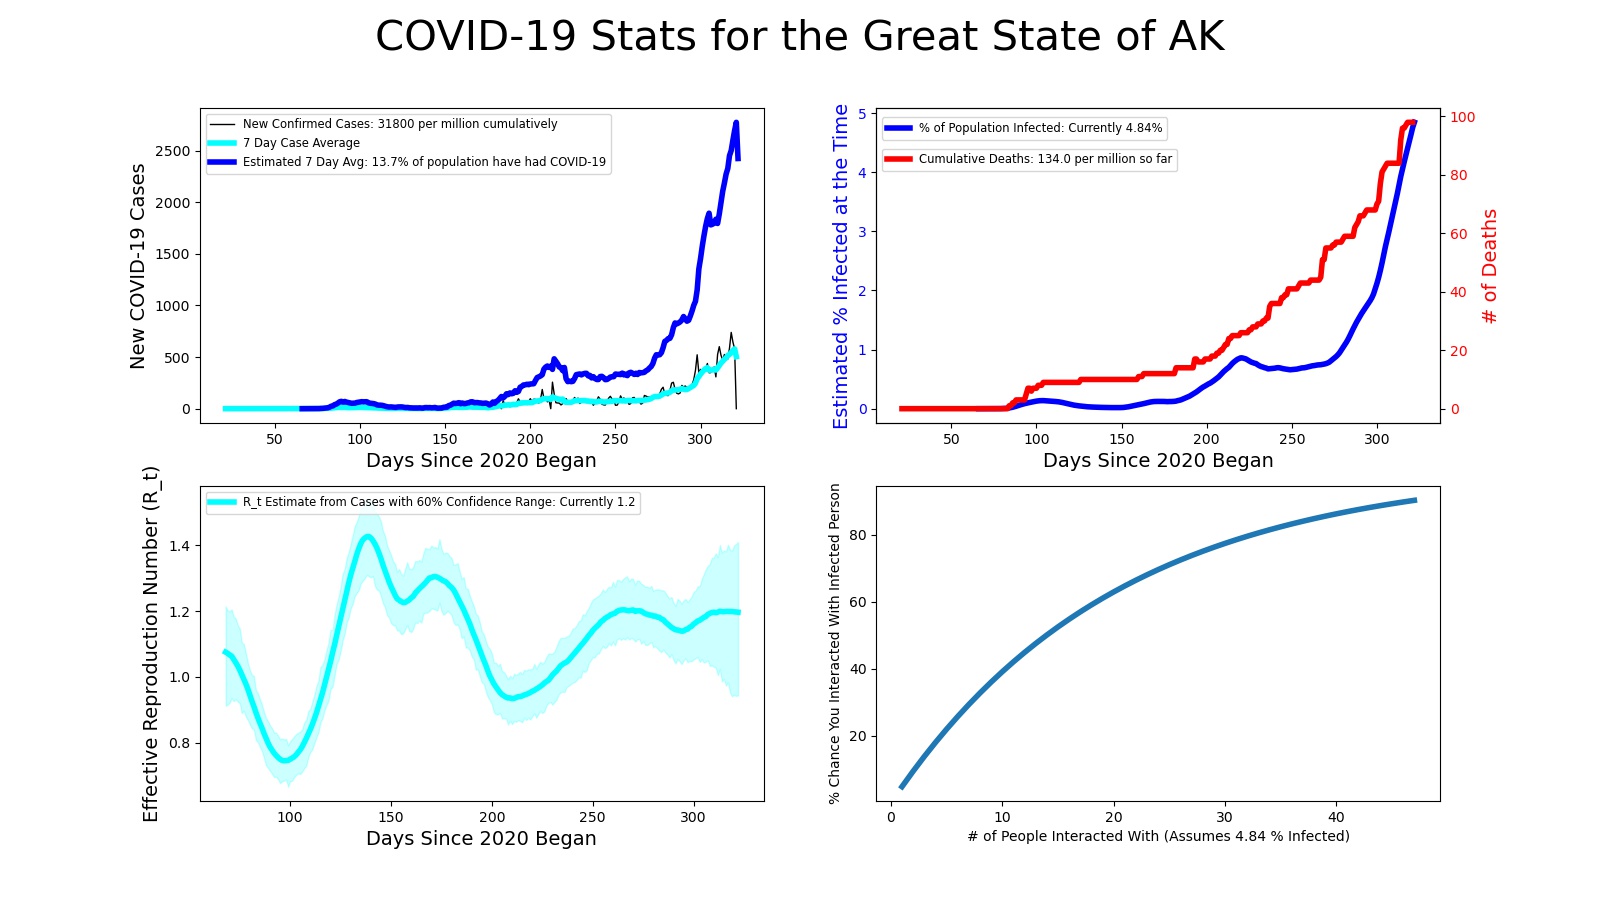 COVID-19 Stats for the Great State of AK
New COVID-19 Cases
2500
2000
1500
1000
500
0
New Confirmed Cases: 31800 per million cumulatively
7 Day Case Average
Estimated 7 Day Avg: 13.7% of population have had COVID-19
50 100 150 200 250 300
Days Since 2020 Began
Estimated % Infected at the Time
5
4
3
2
1
0
% of Population Infected: Currently 4.84%
Cumulative Deaths: 134.0 per million so far
100
80
60
40
20
0
# of Deaths
50 100 150 200 250 300
Days Since 2020 Began
Effective Reproduction Number (R_t)
1.4
1.2
1.0
0.8
R_t Estimate from Cases with 60% Confidence Range: Currently 1.2
100 150 200 250 300
Days Since 2020 Began
% Chance You Interacted With Infected Person
80
60
40
20
0 10 20 30 40
# of People Interacted With (Assumes 4.84 % Infected)